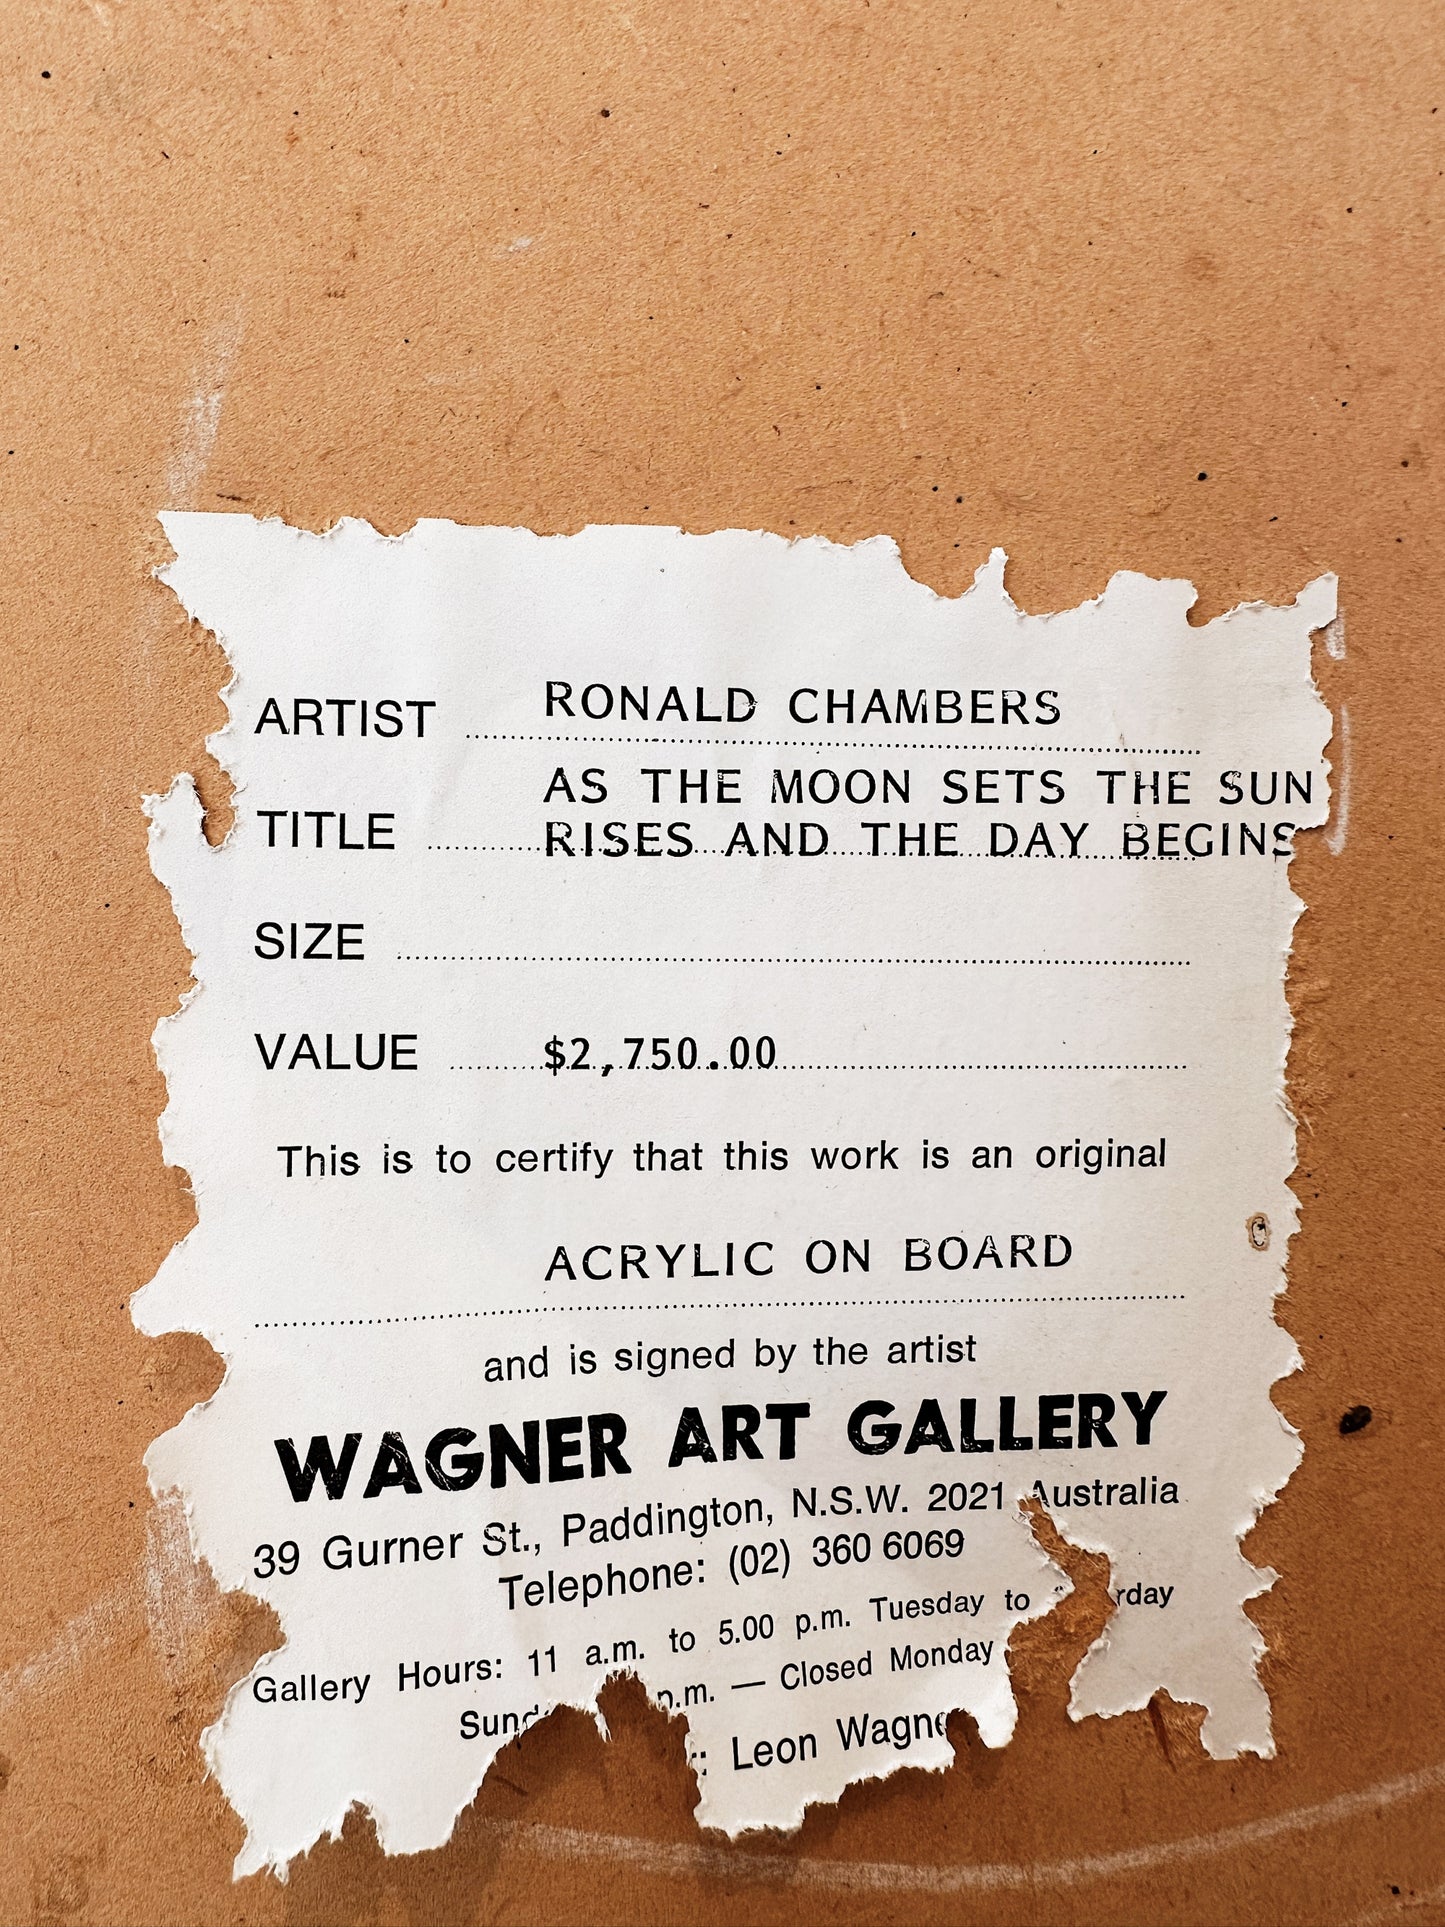 ARTIST RONALD CHAMBERS
AS THE MOON SETS THE SUN
TITLE RISES AND THE DAY BEGINS
SIZE
VALUE $2,750.00
This is to certify that this work is an original
ACRYLIC ON BOARD
and is signed by the artist
WAGNER ART GALLERY
39 Gurner St., Paddington, N.S.W. 2021 Australia
Telephone: (02) 360 6069
Gallery Hours: 11 a.m. to 5.00 p.m. Tuesday to
p.m. — Closed Monday
: Leon